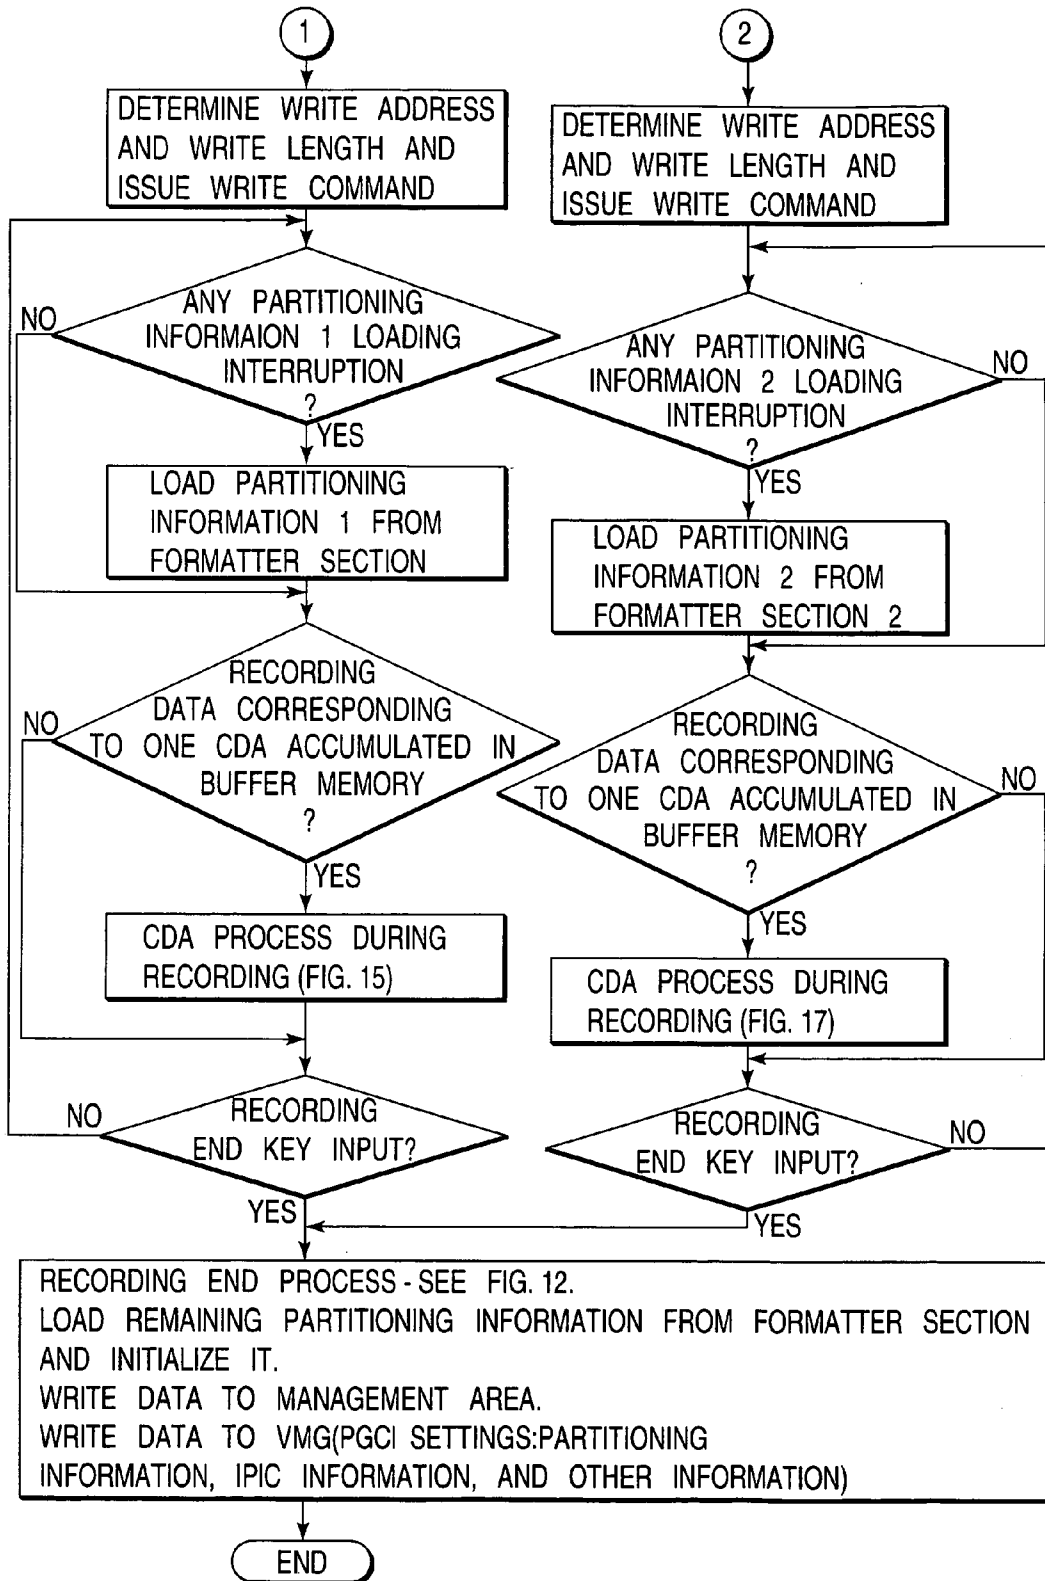 1
DETERMINE WRITE ADDRESS
AND WRITE LENGTH AND
ISSUE WRITE COMMAND
ANY PARTITIONING
INFORMAION 1 LOADING
INTERRUPTION
?
NO
YES
LOAD PARTITIONING
INFORMATION 1 FROM
FORMATTER SECTION
RECORDING
DATA CORRESPONDING
TO ONE CDA ACCUMULATED IN
BUFFER MEMORY
?
NO
YES
CDA PROCESS DURING
RECORDING (FIG. 15)
RECORDING
END KEY INPUT?
NO
YES
2
DETERMINE WRITE ADDRESS
AND WRITE LENGTH AND
ISSUE WRITE COMMAND
ANY PARTITIONING
INFORMAION 2 LOADING
INTERRUPTION
?
NO
YES
LOAD PARTITIONING
INFORMATION 2 FROM
FORMATTER SECTION 2
RECORDING
DATA CORRESPONDING
TO ONE CDA ACCUMULATED IN
BUFFER MEMORY
?
NO
YES
CDA PROCESS DURING
RECORDING (FIG. 17)
RECORDING
END KEY INPUT?
NO
YES
RECORDING END PROCESS - SEE FIG. 12.
LOAD REMAINING PARTITIONING INFORMATION FROM FORMATTER SECTION
AND INITIALIZE IT.
WRITE DATA TO MANAGEMENT AREA.
WRITE DATA TO VMG(PGCI SETTINGS:PARTITIONING
INFORMATION, IPIC INFORMATION, AND OTHER INFORMATION)
END